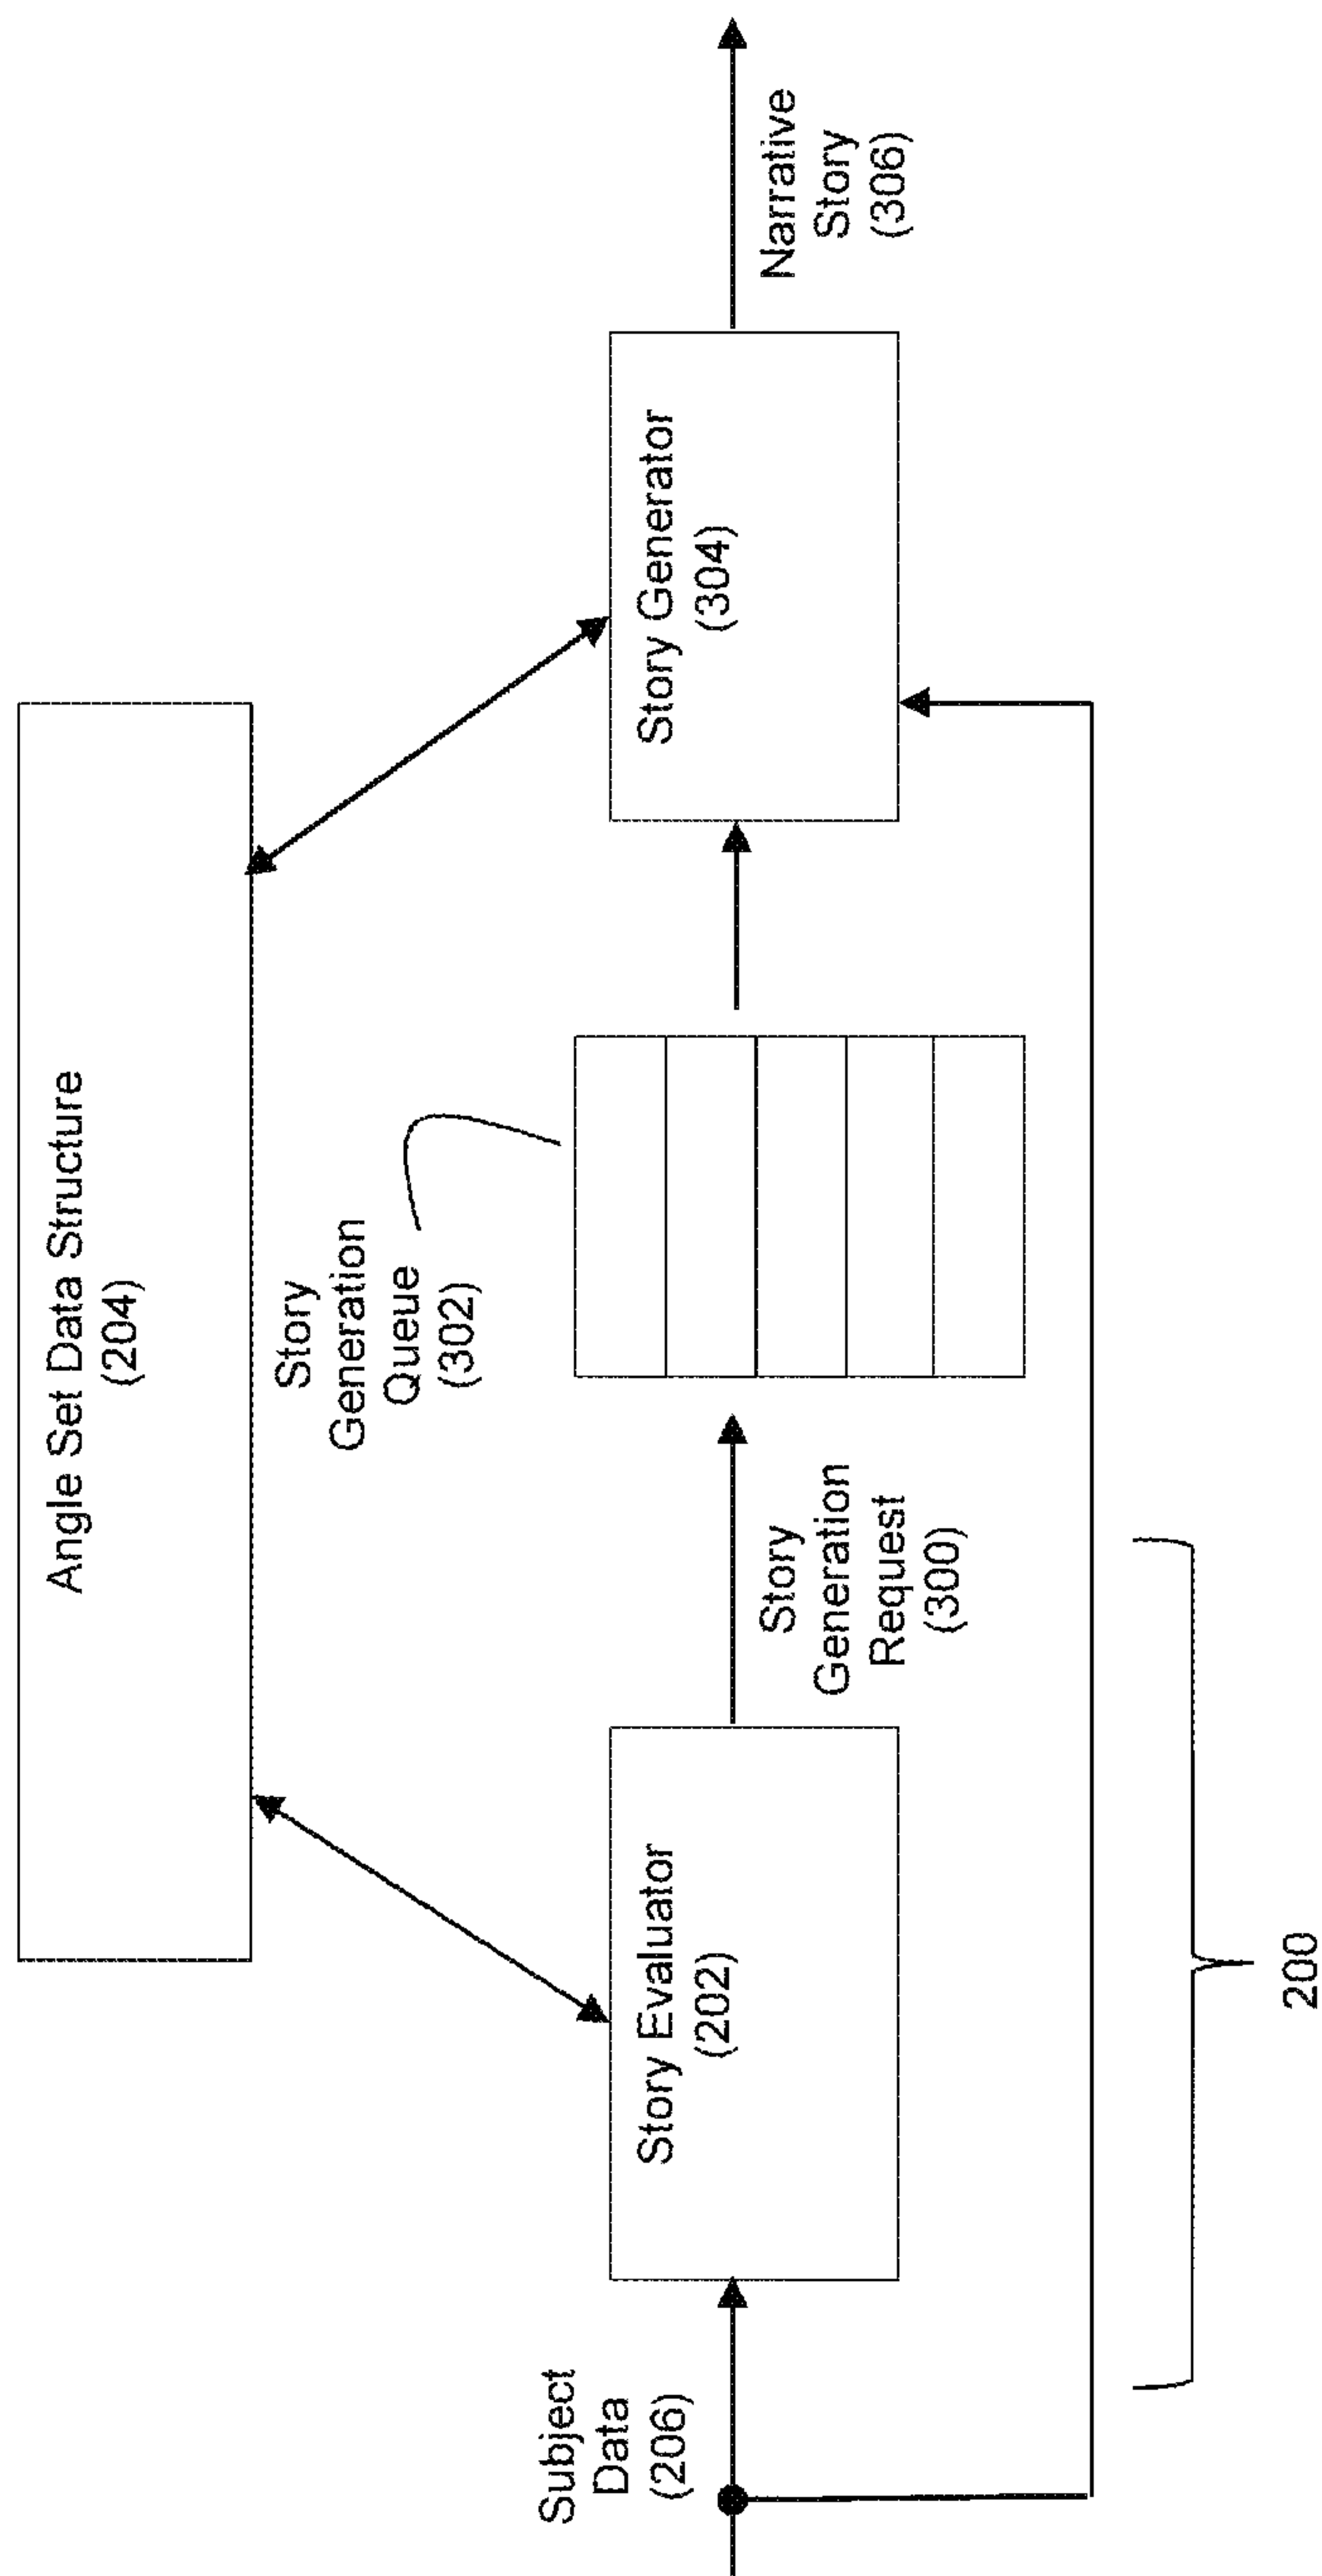 Angle Set Data Structure
(204)
Story
Generation
Queue
(302)
Subject
Data
(206)
Story Evaluator
(202)
Story
Generation
Request
(300)
Story Generator
(304)
Narrative
Story
(306)
200